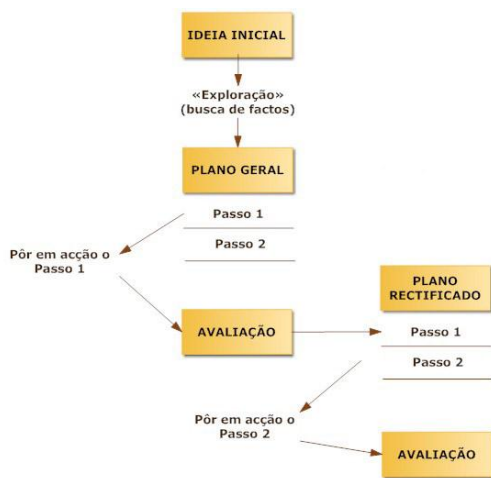 IDEIA INICIAL
«Exploração»
(busca de factos)
PLANO GERAL
Passo 1
Passo 2
Pôr em acção o
Passo 1
AVALIAÇÃO
PLANO
RECTIFICADO
Passo 1
Passo 2
Pôr em acção o
Passo 2
AVALIAÇÃO